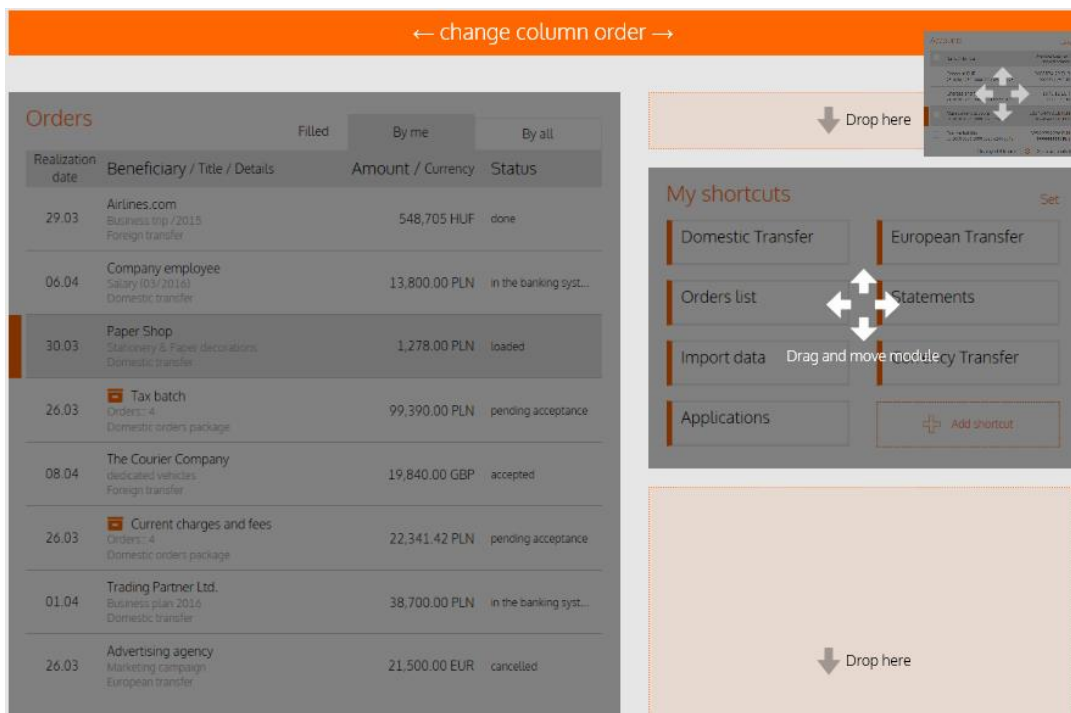 ← change column order →
Accounts
Drop here
Orders
Filled
By me
By all
Realization date
Beneficiary / Title / Details
Amount / Currency
Status
29.03
Airlines.com
Business trip /2015
Foreign transfer
548,705 HUF
done
06.04
Company employee
Salary (03/2016)
Domestic transfer
13,800.00 PLN
in the banking syst...
30.03
Paper Shop
Stationery & Paper decorations
Domestic transfer
1,278.00 PLN
loaded
26.03
Tax batch
Orders: 4
Domestic orders package
99,390.00 PLN
pending acceptance
08.04
The Courier Company
dedicated vehicles
Foreign transfer
19,840.00 GBP
accepted
26.03
Current charges and fees
Orders: 4
Domestic orders package
22,341.42 PLN
pending acceptance
01.04
Trading Partner Ltd.
Business plan 2016
Domestic transfer
38,700.00 PLN
in the banking syst...
26.03
Advertising agency
Marketing campaign
European transfer
21,500.00 EUR
cancelled
My shortcuts
Set
Domestic Transfer
European Transfer
Orders list
Statements
Import data
Drag and move module
Transfer
Applications
Add shortcut
Drop here